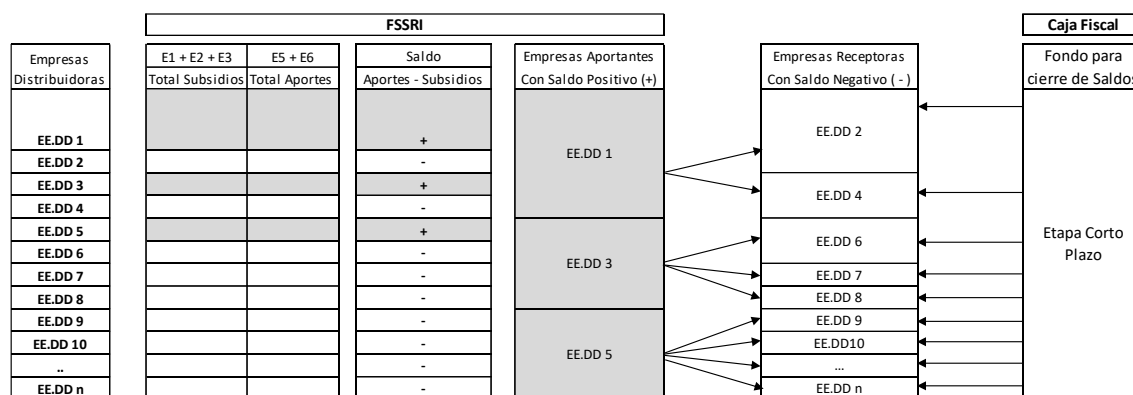 FSSRI
Caja Fiscal
Empresas
Distribuidoras
E1 + E2 + E3
Total Subsidios
E5 + E6
Total Aportes
Saldo
Aportes - Subsidios
Empresas Aportantes
Con Saldo Positivo (+)
Empresas Receptoras
Con Saldo Negativo ( - )
Fondo para
cierre de Saldos
EE.DD 1
EE.DD 2
EE.DD 3
EE.DD 4
EE.DD 5
EE.DD 6
EE.DD 7
EE.DD 8
EE.DD 9
EE.DD 10
..
EE.DD n
+
-
+
-
+
-
-
-
-
-
-
-
EE.DD 1
EE.DD 3
EE.DD 5
EE.DD 2
EE.DD 4
EE.DD 6
EE.DD 7
EE.DD 8
EE.DD 9
EE.DD10
...
EE.DD n
Etapa Corto
Plazo